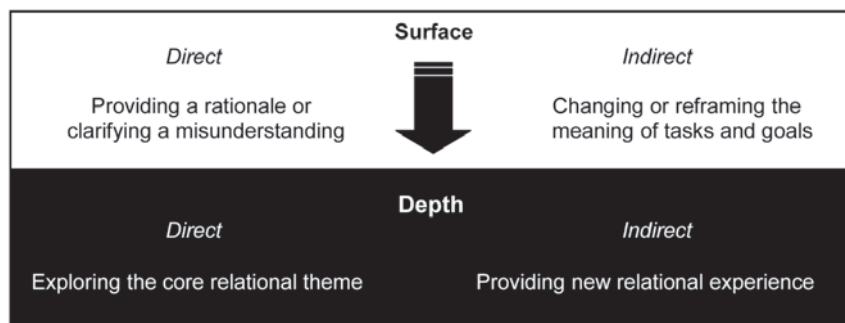 Surface
Direct
Indirect
Providing a rationale or
clarifying a misunderstanding
Changing or reframing the
meaning of tasks and goals
Depth
Direct
Indirect
Exploring the core relational theme
Providing new relational experience